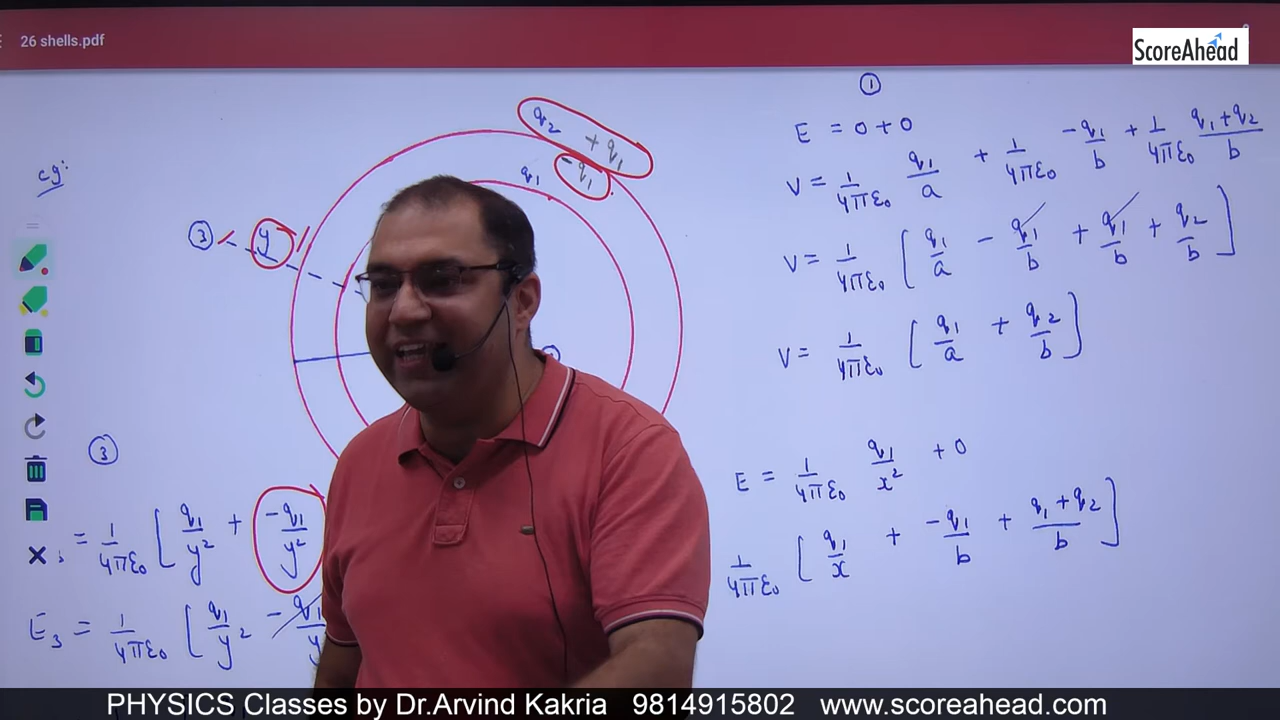 26 shells.pdf
ScoreAhead
eg:
q₂ + q₁
q₁ -q₁
③ y
①
E = 0 + 0
V = 1/4πε₀ q₁/a + 1/4πε₀ -q₁/b + 1/4πε₀ (q₁+q₂)/b
V = 1/4πε₀ [ q₁/a - q₁/b + q₁/b + q₂/b ]
V = 1/4πε₀ [ q₁/a + q₂/b ]
E = 1/4πε₀ q₁/x² + 0
1/4πε₀ [ q₁/x + -q₁/b + (q₁+q₂)/b ]
③
= 1/4πε₀ [ q₁/y² + -q₁/y²
E₃ = 1/4πε₀ [ q₁/y² - q₁/y
PHYSICS Classes by Dr.Arvind Kakria 9814915802 www.scoreahead.com